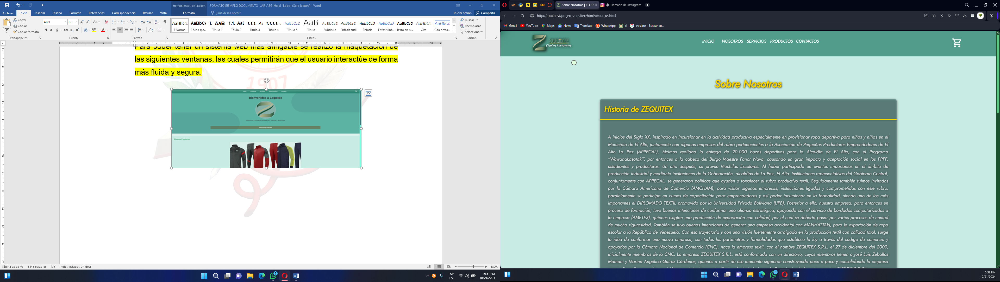 Herramientas de imagen
FORMATO EJEMPLO DOCUMENTO -JAR-ABG-Help[1].docx (Solo lectura) - Word
Archivo Inicio Insertar Diseño Formato Referencias Correspondencia Revisar Vista Formato ¿Qué desea hacer? Iniciar sesión Compartir
Pegar
Cortar
Copiar
Copiar formato
Portapapeles
Arial 12
Fuente
Párrafo
AaBbCc AaBbCc 1. AaB 1.1. AaE 1.1.1. Aa 1.1.1.1. AaBbCcD AaB AaBbCcD AaBbCcD AaBbCcD AaBbCcD AaBbCcD AaBbCc AaBbCc
¶ Normal ¶ Sin espa... Título 1 Título 2 Título 3 Título 4 Título 5 Título Subtítulo Énfasis sutil Énfasis Énfasis int... Texto en n... Cita Cita desta...
Estilos
Buscar
Reemplazar
Seleccionar
Edición
Para poder tener un sistema web más amigable se realizó la maquetación de
las siguientes ventanas, las cuales permitirán que el usuario interactúe de forma
más fluida y segura.
1907
Bienvenidos a Zequitex
Ver nuestros productos
Algunos Productos
Página 28 de 40 5448 palabras Inglés (Estados Unidos) 180%
ESP
ES
10:51 PM
10/21/2024
Sobre Nosotros | ZEQUITE
Llamada de Instagram
http://localhost/project-zequitex/html/about_us.html
Gmail YouTube Maps News Translate WhatsApp d traslate - Buscar co...
ZEQUITEX
Diseños Inteligentes
INICIO NOSOTROS SERVICIOS PRODUCTOS CONTACTOS
Sobre Nosotros
Historia de ZEQUITEX
A inicios del Siglo XX, inspirado en incursionar en la actividad productiva especialmente en provisionar ropa deportiva para niños y niñas en el
Municipio de El Alto, juntamente con algunas empresas del rubro pertenecientes a la Asociación de Pequeños Productores Emprendedores de El
Alto La Paz (APPECAL), hicimos realidad la entrega de 20.000 buzos deportivos para la Alcaldía de El Alto, con el Programa
“Wawanakasataki”, por entonces a la cabeza del Burgo Maestre Fanor Nava, causando un gran impacto y aceptación social en los PPFF,
estudiantes y productores. Un año después, se provee Mochilas Escolares. Al haber participado en eventos importantes en el ámbito de
producción industrial y mediante invitaciones de la Gobernación, alcaldías de La Paz, El Alto, Instituciones representativas del Gobierno Central,
conjuntamente con APPECAL, se generaron políticas que ayuden a fortalecer el rubro productivo textil. Seguidamente también fuimos invitados
por la Cámara Americana de Comercio (AMCHAM), para visitar algunas empresas, instituciones ligadas y comprometidas con este rubro,
paralelamente se participa en cursos de capacitación para emprendedores y así poder incursionar en la formalidad, siendo uno de los más
importantes el DIPLOMADO TEXTIL promovido por la Universidad Privada Boliviana (UPB). Posterior a ello, nuestra empresa, para entonces en
proceso de formación; tuvo buenas intenciones de conformar una alianza estratégica, apoyando con el servicio de bordados computarizados a
la empresa (AMETEX), quienes exigían una producción de exportación con calidad, por el cual se debería pasar por varios procesos de control
de mucha rigurosidad. También se tuvo buenas intenciones de generar una empresa accidental con MANHATTAN, para la exportación de ropa
escolar a la República de Venezuela. Con esa trayectoria y con una visión fuertemente arraigada en la producción textil con calidad total, surge
la idea de conformar una nueva empresa, con todos los parámetros y formalidades que establece la ley a través del código de comercio y
apoyados por la Cámara Nacional de Comercio (CNC), nace la empresa textil, con el nombre ZEQUITEX S.R.L. el 27 de diciembre del 2009,
inicialmente miembros de la CNC. La empresa ZEQUITEX S.R.L. está conformada con un directorio, cuyos miembros tienen a José Luis Zeballos
Mamani y Marina Angélica Quiroz Cárdenas, quienes a partir de ese momento siguieron construyendo poco a poco y consolidando la empresa
10:51 PM
10/21/2024